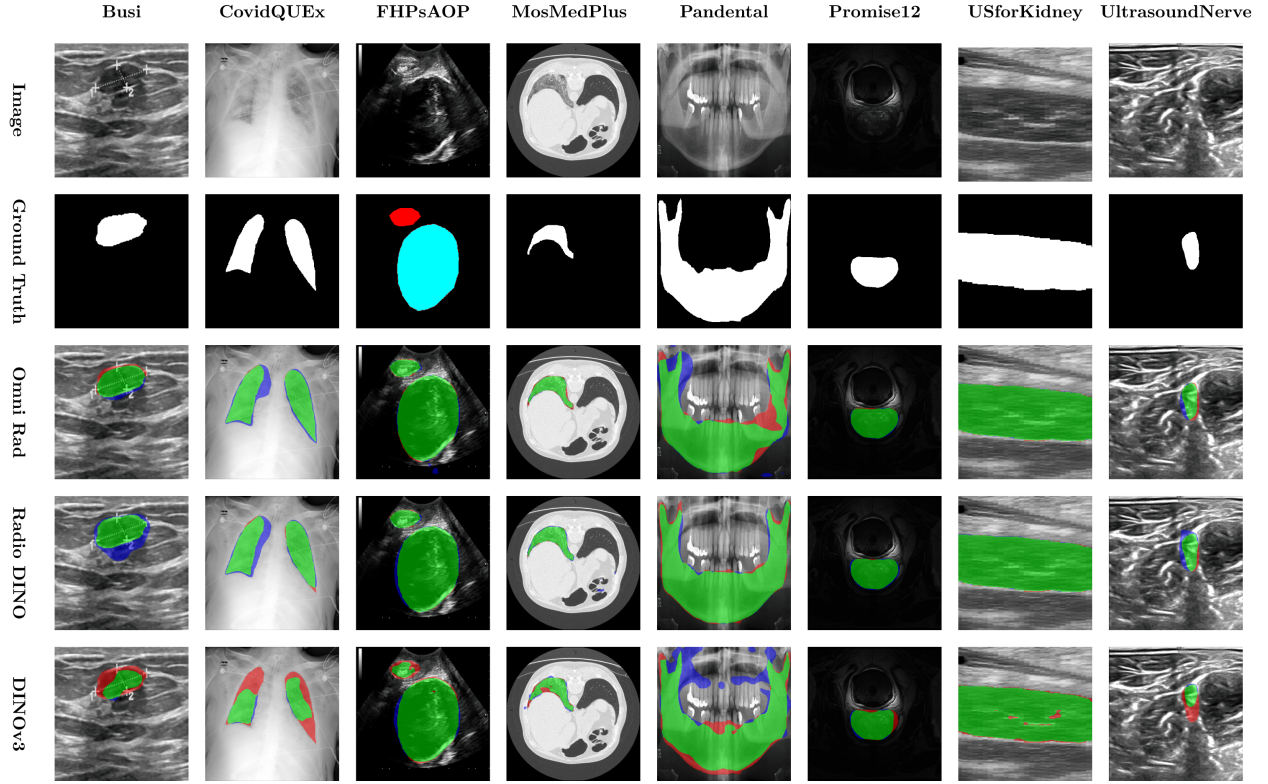 Busi CovidQUEx FHPsAOP MosMedPlus Pandental Promise12 USforKidney UltrasoundNerve
Image
Ground Truth
Omni Rad
Radio DINO
DINOv3